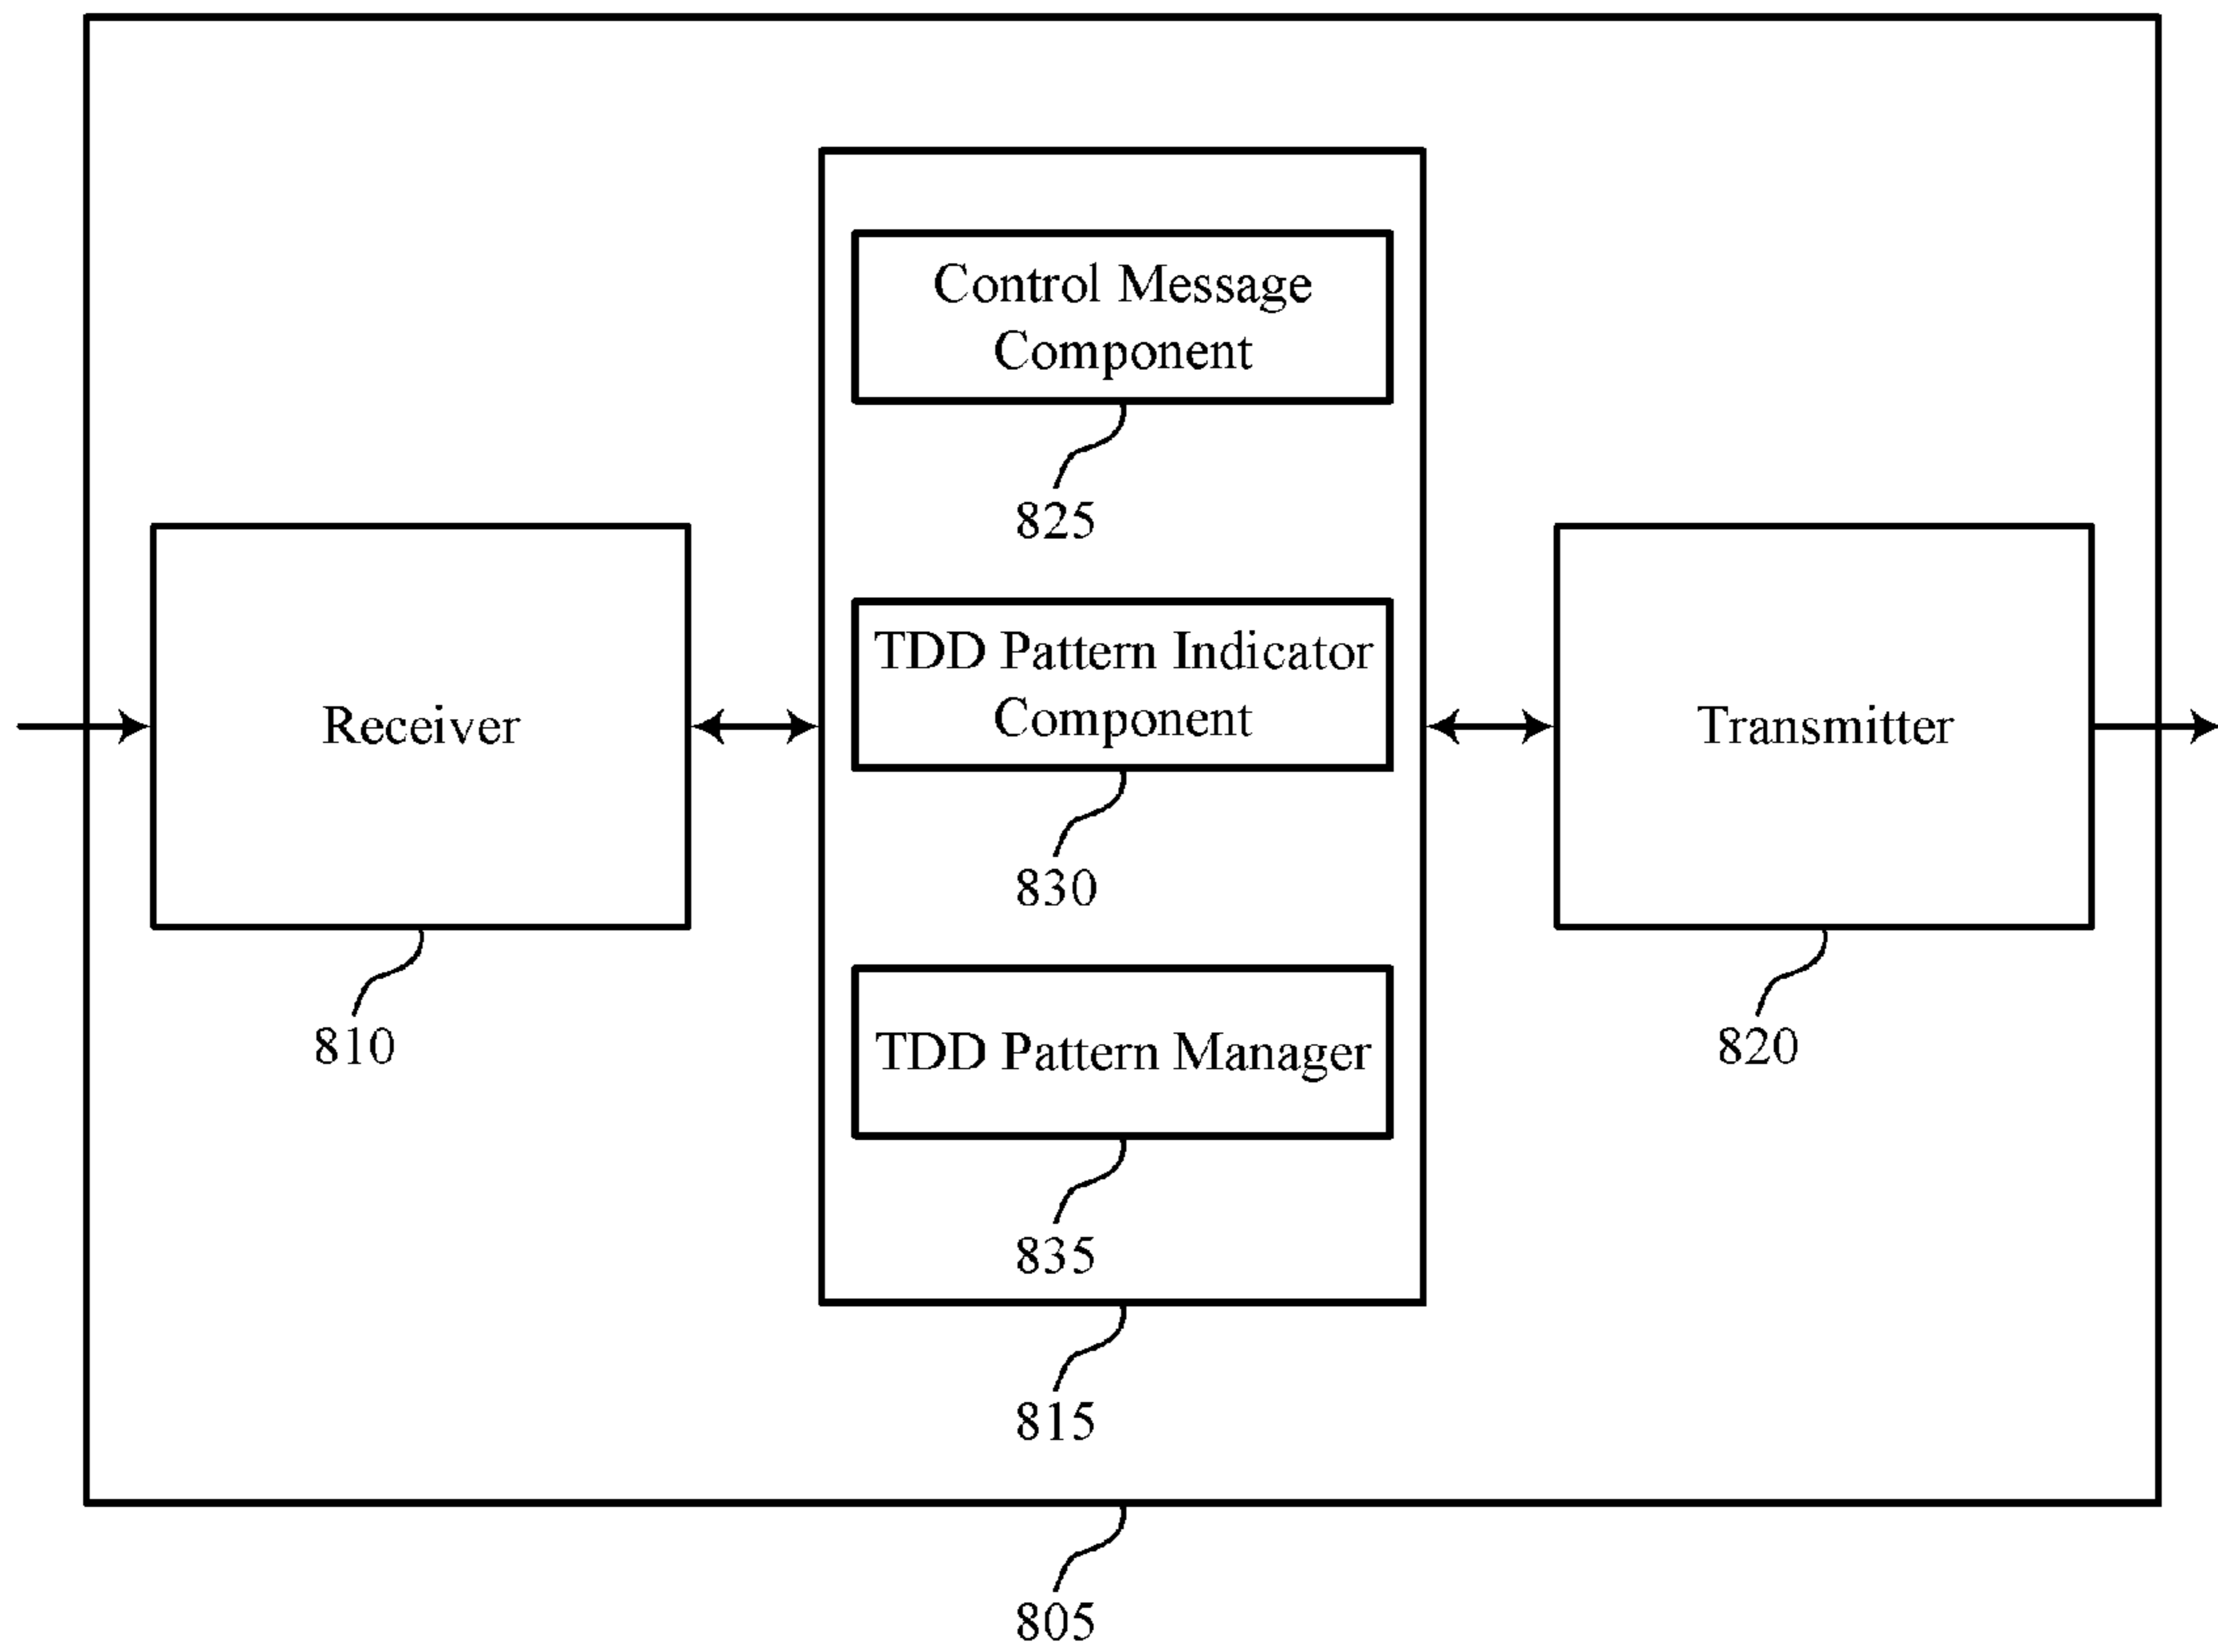 Control Message
Component
825
TDD Pattern Indicator
Component
830
Receiver
810
Transmitter
820
TDD Pattern Manager
835
815
805